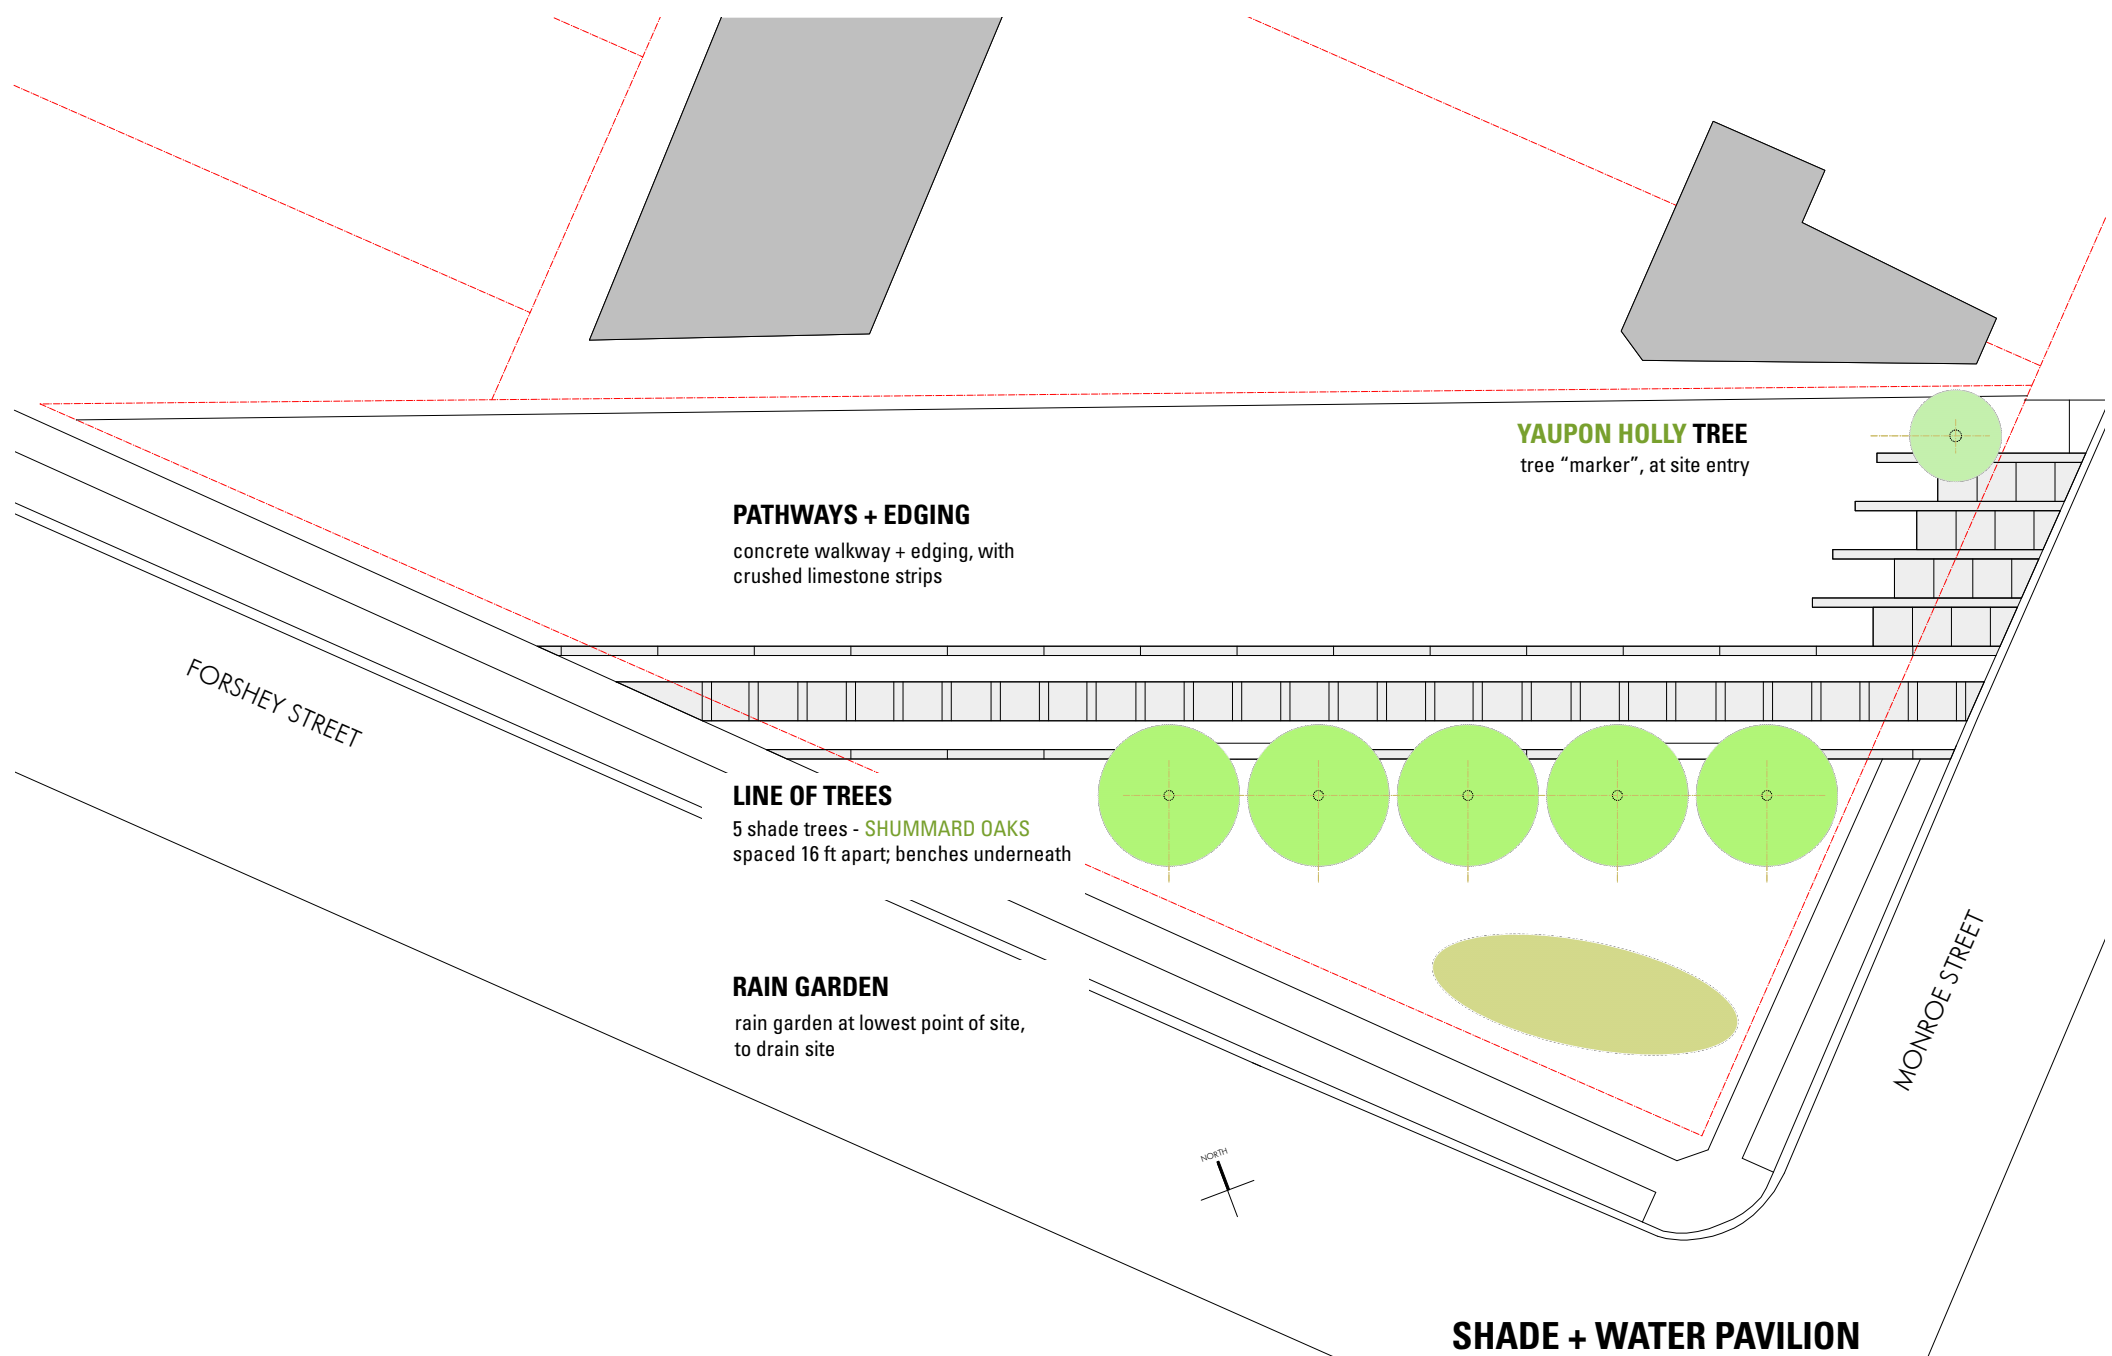 YAUPON HOLLY TREE
tree “marker”, at site entry
PATHWAYS + EDGING
concrete walkway + edging, with
crushed limestone strips
FORSHEY STREET
LINE OF TREES
5 shade trees - SHUMMARD OAKS
spaced 16 ft apart; benches underneath
RAIN GARDEN
rain garden at lowest point of site,
to drain site
MONROE STREET
NORTH
SHADE + WATER PAVILION